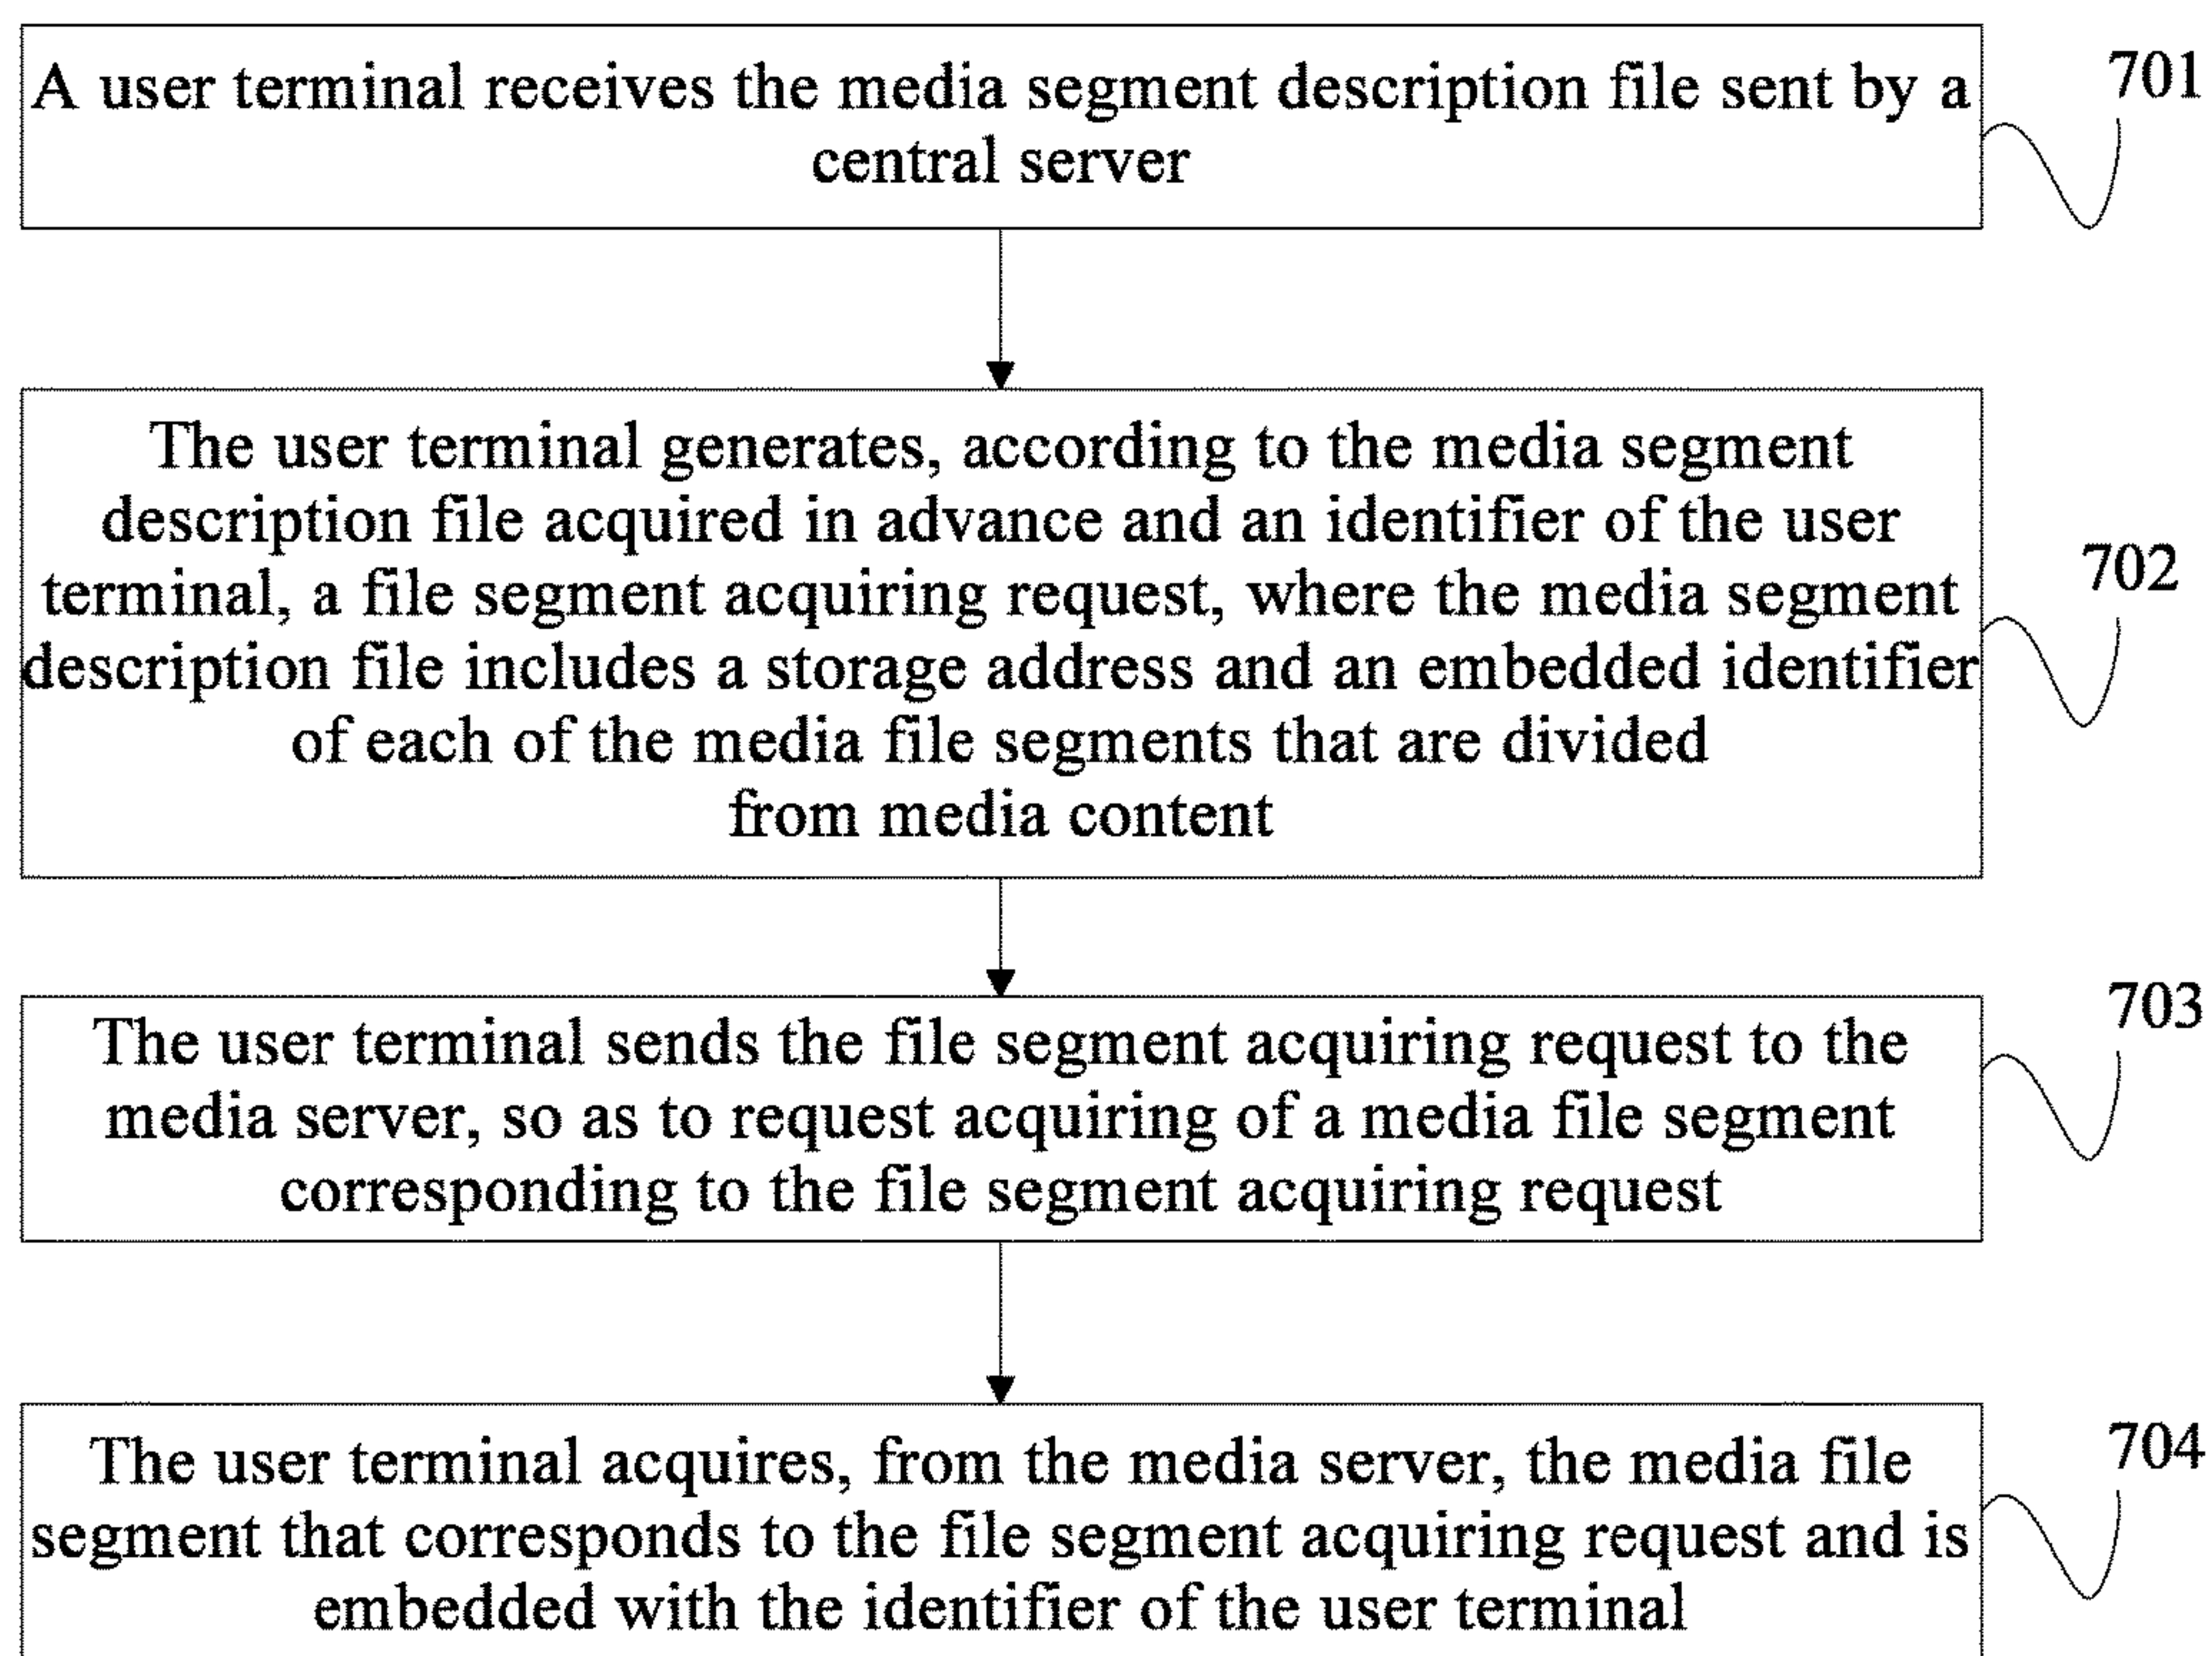 A user terminal receives the media segment description file sent by a
central server
701
The user terminal generates, according to the media segment
description file acquired in advance and an identifier of the user
terminal, a file segment acquiring request, where the media segment
description file includes a storage address and an embedded identifier
of each of the media file segments that are divided
from media content
702
The user terminal sends the file segment acquiring request to the
media server, so as to request acquiring of a media file segment
corresponding to the file segment acquiring request
703
The user terminal acquires, from the media server, the media file
segment that corresponds to the file segment acquiring request and is
embedded with the identifier of the user terminal
704